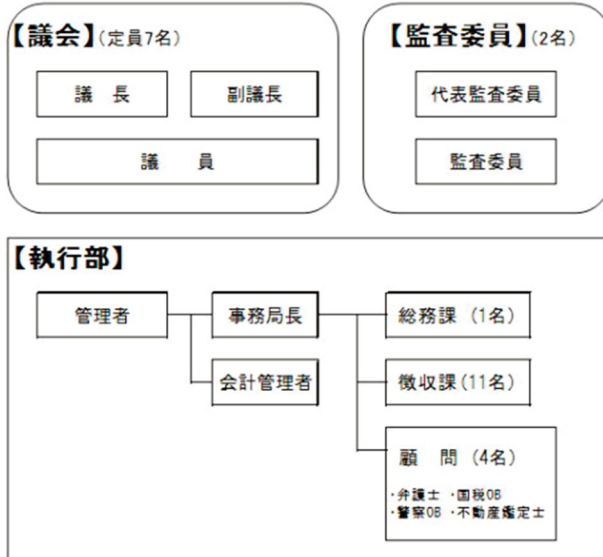 【議会】(定員7名)
議 長
副議長
議 員
【監査委員】(2名)
代表監査委員
監査委員
【執行部】
管理者
事務局長
総務課 (1名)
会計管理者
徴収課(11名)
顧 問 (4名)
・弁護士 ・国税OB
・警察OB ・不動産鑑定士